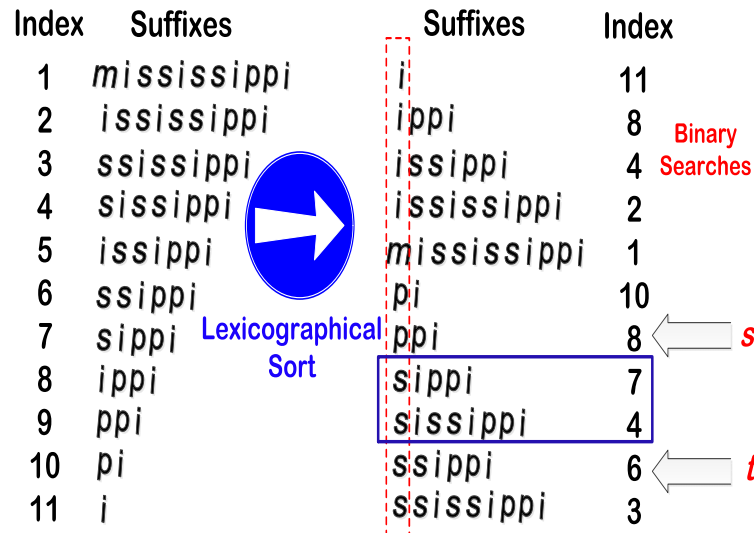 Index Suffixes Suffixes Index
1 mississippi i 11
2 ississippi ippi 8
Binary
3 ssissippi issippi 4
Searches
4 sissippi ississippi 2
5 issippi mississippi 1
6 ssippi pi 10
7 sippi Lexicographical ppi 8 s
Sort
8 ippi sippi 7
9 ppi sissippi 4
10 pi ssippi 6 t
11 i ssissippi 3